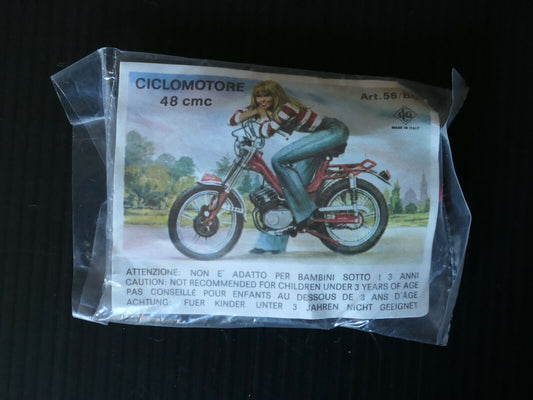 CICLOMOTORE
48 cmc
Art. 56/
MADE IN ITALY
ATTENZIONE: NON E' ADATTO PER BAMBINI SOTTO I 3 ANNI
CAUTION: NOT RECOMMENDED FOR CHILDREN UNDER 3 YEARS OF AGE
PAS CONSEILLÉ POUR ENFANTS AU DESSOUS DE 3 ANS D'AGE
ACHTUNG: FUER KINDER UNTER 3 JAHREN NICHT GEEIGNET